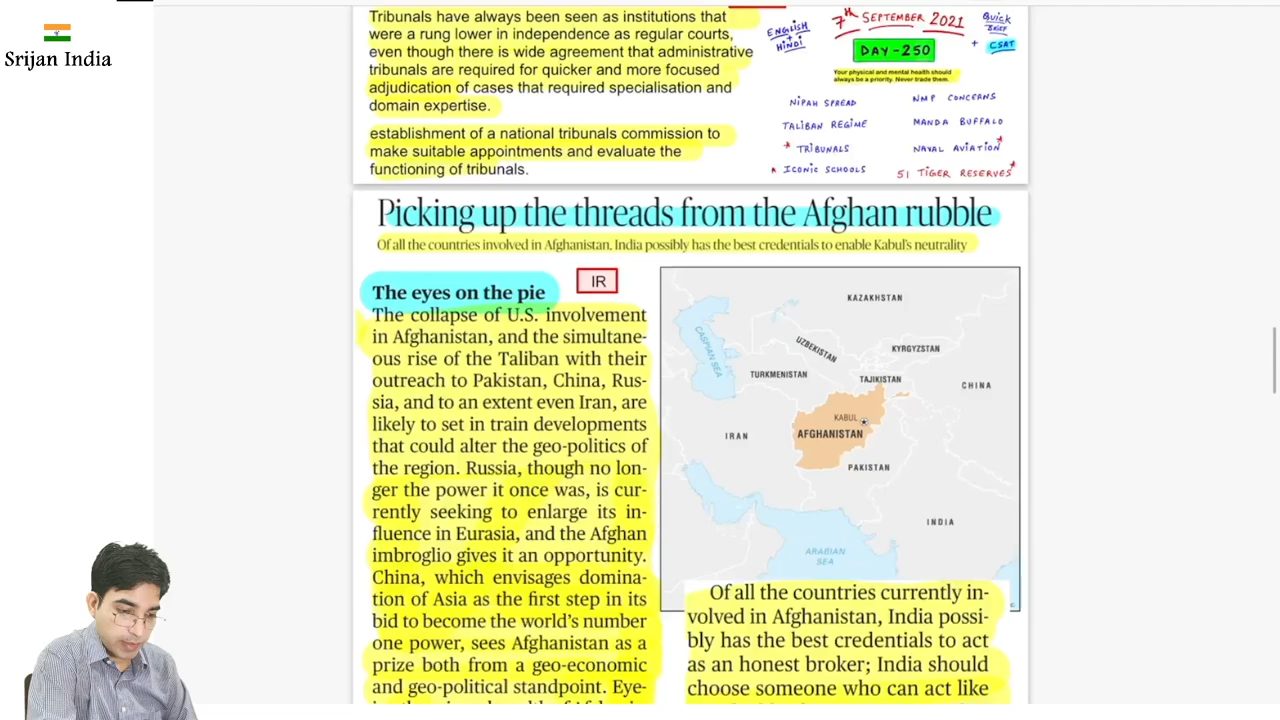 Srijan India
Tribunals have always been seen as institutions that
were a rung lower in independence as regular courts,
even though there is wide agreement that administrative
tribunals are required for quicker and more focused
adjudication of cases that required specialisation and
domain expertise.
establishment of a national tribunals commission to
make suitable appointments and evaluate the
functioning of tribunals.
ENGLISH
+
HINDI
7th SEPTEMBER 2021
DAY-250
Your physical and mental health should
always be a priority. Never trade them.
QUICK
BRIEF
+ CSAT
NIPAH SPREAD
TALIBAN REGIME
* TRIBUNALS
* ICONIC SCHOOLS
NMP CONCERNS
MANDA BUFFALO
NAVAL AVIATION*
51 TIGER RESERVES*
Picking up the threads from the Afghan rubble
Of all the countries involved in Afghanistan, India possibly has the best credentials to enable Kabul's neutrality
The eyes on the pie
IR
The collapse of U.S. involvement
in Afghanistan, and the simultane-
ous rise of the Taliban with their
outreach to Pakistan, China, Rus-
sia, and to an extent even Iran, are
likely to set in train developments
that could alter the geo-politics of
the region. Russia, though no lon-
ger the power it once was, is cur-
rently seeking to enlarge its in-
fluence in Eurasia, and the Afghan
imbroglio gives it an opportunity.
China, which envisages domina-
tion of Asia as the first step in its
bid to become the world's number
one power, sees Afghanistan as a
prize both from a geo-economic
and geo-political standpoint. Eye-
KAZAKHSTAN
CASPIAN SEA
UZBEKISTAN
KYRGYZSTAN
TURKMENISTAN
TAJIKISTAN
CHINA
KABUL
AFGHANISTAN
IRAN
PAKISTAN
INDIA
ARABIAN
SEA
Of all the countries currently in-
volved in Afghanistan, India possi-
bly has the best credentials to act
as an honest broker; India should
choose someone who can act like